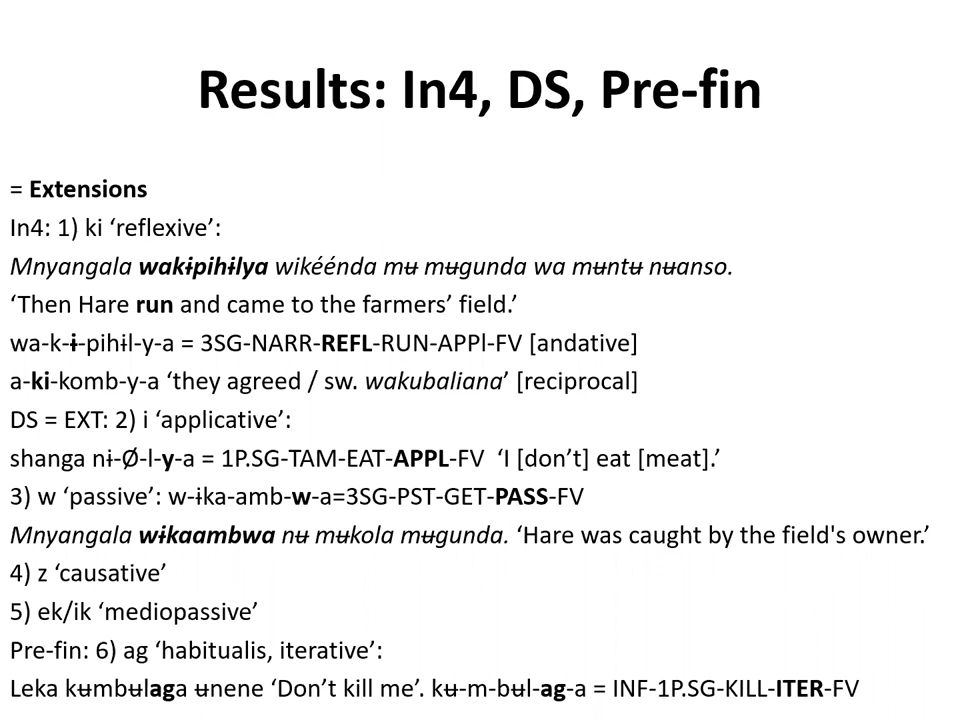 Results: In4, DS, Pre-fin
= Extensions
In4: 1) ki ‘reflexive’:
Mnyangala wakɨpihɨlya wikéénda mʉ mʉgunda wa mʉntʉ nʉanso.
‘Then Hare run and came to the farmers’ field.’
wa-k-ɨ-pihɨl-y-a = 3SG-NARR-REFL-RUN-APPl-FV [andative]
a-ki-komb-y-a ‘they agreed / sw. wakubaliana’ [reciprocal]
DS = EXT: 2) i ‘applicative’:
shanga nɨ-Ø-l-y-a = 1P.SG-TAM-EAT-APPL-FV ‘I [don’t] eat [meat].’
3) w ‘passive’: w-ɨka-amb-w-a=3SG-PST-GET-PASS-FV
Mnyangala wɨkaambwa nʉ mʉkola mʉgunda. ‘Hare was caught by the field's owner.’
4) z ‘causative’
5) ek/ik ‘mediopassive’
Pre-fin: 6) ag ‘habitualis, iterative’:
Leka kʉmbʉlaga ʉnene ‘Don’t kill me’. kʉ-m-bʉl-ag-a = INF-1P.SG-KILL-ITER-FV